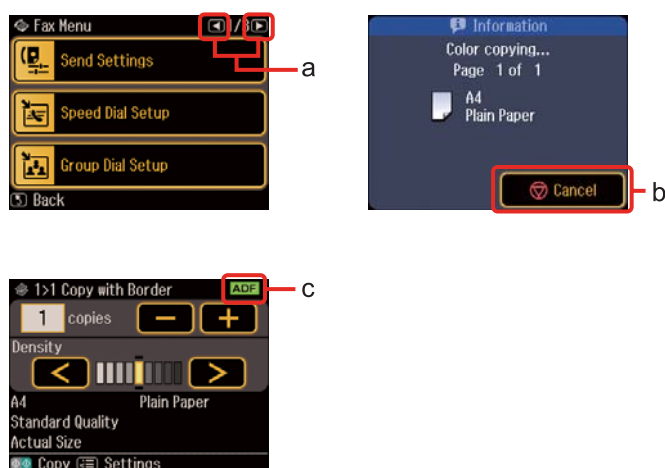 Fax Menu 1/3
Send Settings
Speed Dial Setup
Group Dial Setup
Back
a
Information
Color copying...
Page 1 of 1
A4
Plain Paper
Cancel
b
1>1 Copy with Border ADF
1 copies
Density
A4 Plain Paper
Standard Quality
Actual Size
Copy Settings
c